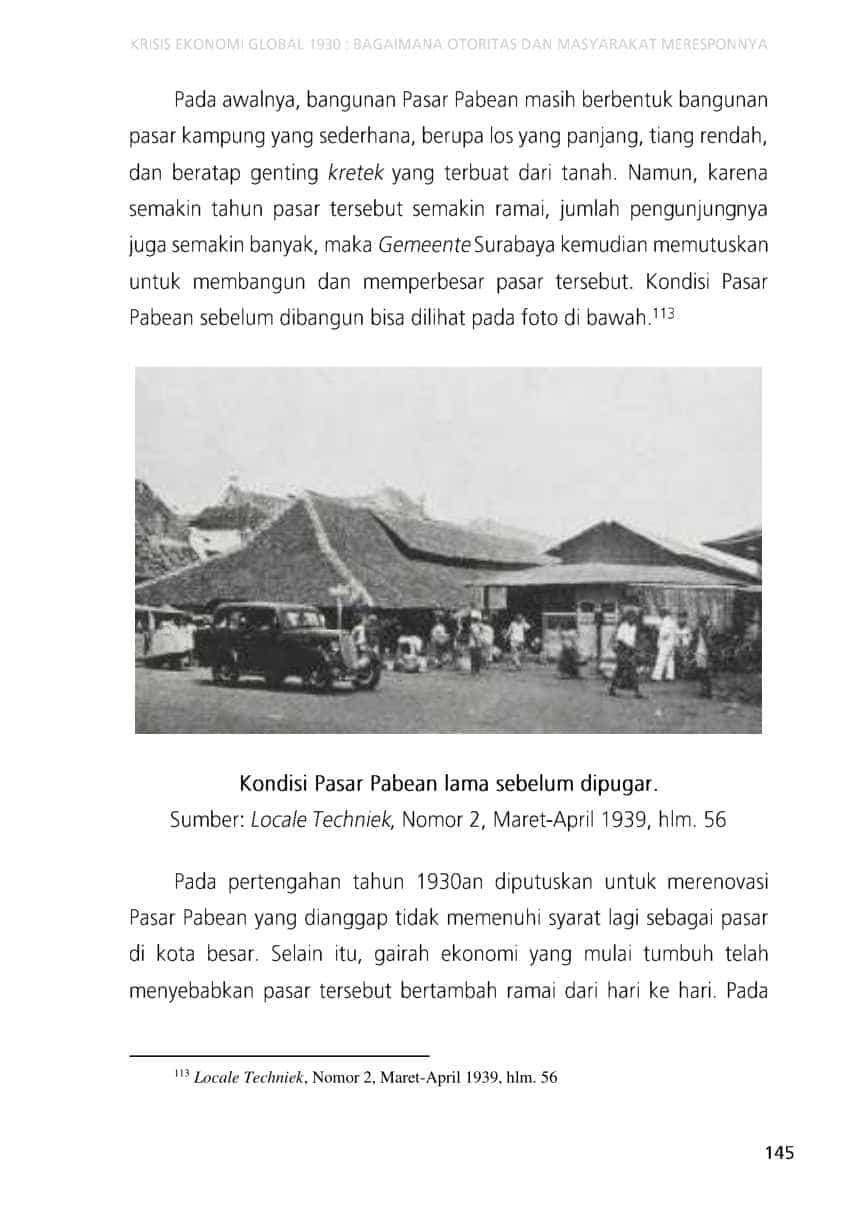 KRISIS EKONOMI GLOBAL 1930 : BAGAIMANA OTORITAS DAN MASYARAKAT MERESPONNYA
Pada awalnya, bangunan Pasar Pabean masih berbentuk bangunan
pasar kampung yang sederhana, berupa los yang panjang, tiang rendah,
dan beratap genting kretek yang terbuat dari tanah. Namun, karena
semakin tahun pasar tersebut semakin ramai, jumlah pengunjungnya
juga semakin banyak, maka Gemeente Surabaya kemudian memutuskan
untuk membangun dan memperbesar pasar tersebut. Kondisi Pasar
Pabean sebelum dibangun bisa dilihat pada foto di bawah.113
Kondisi Pasar Pabean lama sebelum dipugar.
Sumber: Locale Techniek, Nomor 2, Maret-April 1939, hlm. 56
Pada pertengahan tahun 1930an diputuskan untuk merenovasi
Pasar Pabean yang dianggap tidak memenuhi syarat lagi sebagai pasar
di kota besar. Selain itu, gairah ekonomi yang mulai tumbuh telah
menyebabkan pasar tersebut bertambah ramai dari hari ke hari. Pada
113 Locale Techniek, Nomor 2, Maret-April 1939, hlm. 56
145